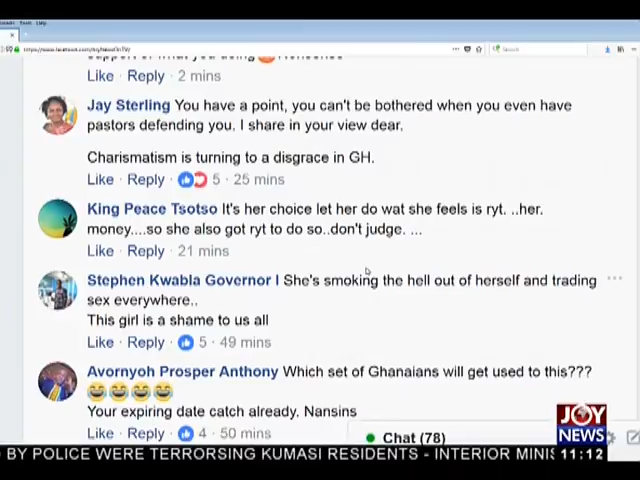 support of what you doing
Like · Reply · 2 mins
Jay Sterling You have a point, you can't be bothered when you even have
pastors defending you. I share in your view dear.
Charismatism is turning to a disgrace in GH.
Like · Reply · 5 · 25 mins
King Peace Tsotso It's her choice let her do wat she feels is ryt. ..her.
money....so she also got ryt to do so..don't judge. ...
Like · Reply · 21 mins
Stephen Kwabla Governor I She's smoking the hell out of herself and trading
sex everywhere..
This girl is a shame to us all
Like · Reply · 5 · 49 mins
Avornyoh Prosper Anthony Which set of Ghanaians will get used to this???
😂😂😂😂
Your expiring date catch already. Nansins
Like · Reply · 4 · 50 mins
Chat (78)
JOY
NEWS
BY POLICE WERE TERRORSING KUMASI RESIDENTS - INTERIOR MINIS
11:12